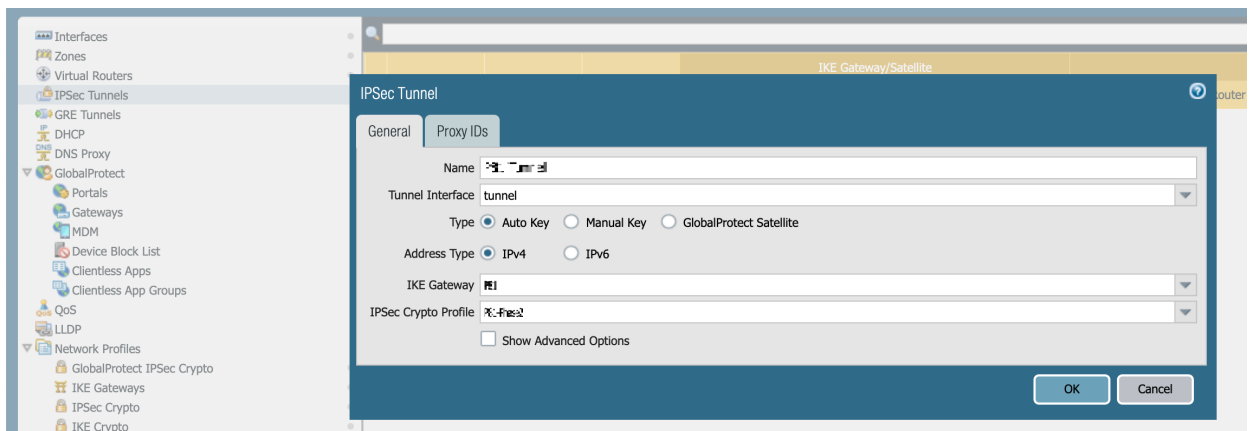 Interfaces
Zones
Virtual Routers
IPSec Tunnels
GRE Tunnels
DHCP
DNS Proxy
GlobalProtect
Portals
Gateways
MDM
Device Block List
Clientless Apps
Clientless App Groups
QoS
LLDP
Network Profiles
GlobalProtect IPSec Crypto
IKE Gateways
IPSec Crypto
IKE Crypto
IKE Gateway/Satellite
IPSec Tunnel
General Proxy IDs
Name
Tunnel Interface tunnel
Type Auto Key Manual Key GlobalProtect Satellite
Address Type IPv4 IPv6
IKE Gateway
IPSec Crypto Profile
Show Advanced Options
OK Cancel